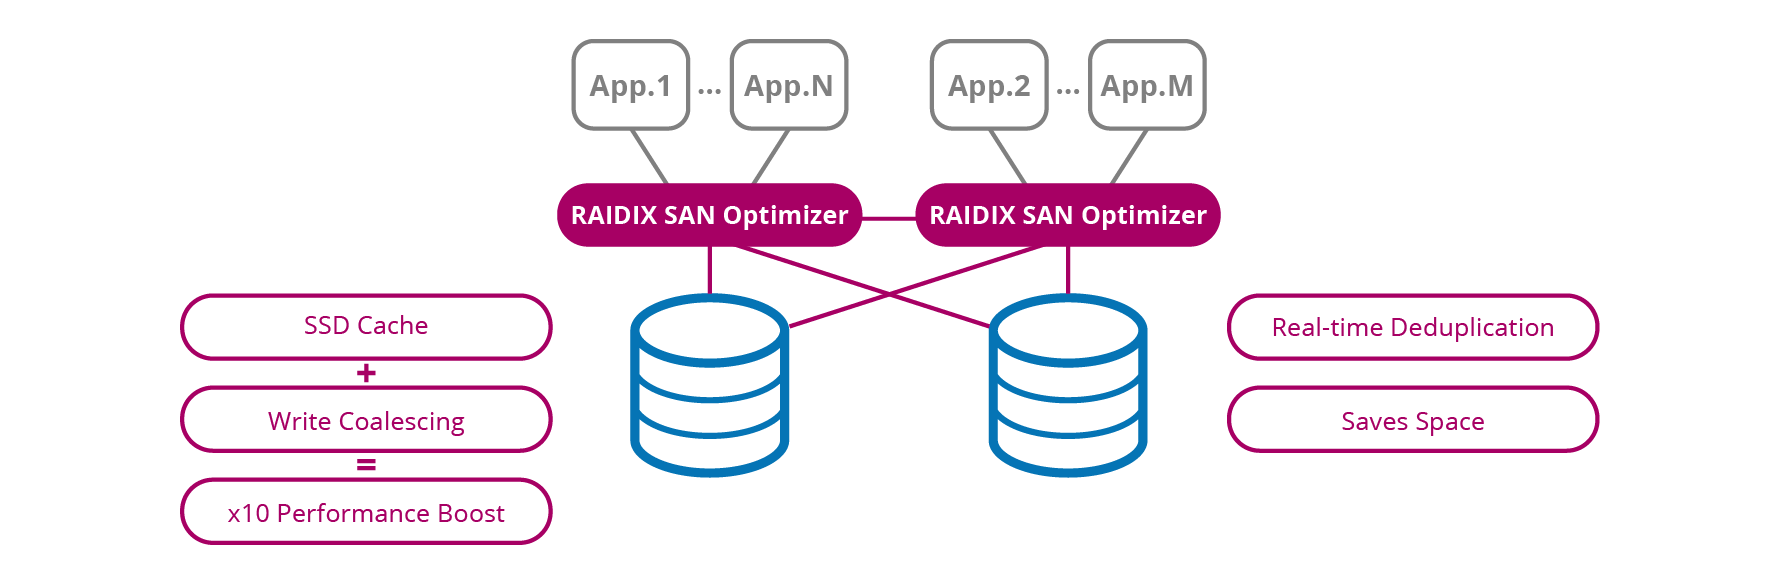 App.1 ... App.N App.2 ... App.M
RAIDIX SAN Optimizer RAIDIX SAN Optimizer
SSD Cache
+
Write Coalescing
=
x10 Performance Boost
Real-time Deduplication
Saves Space